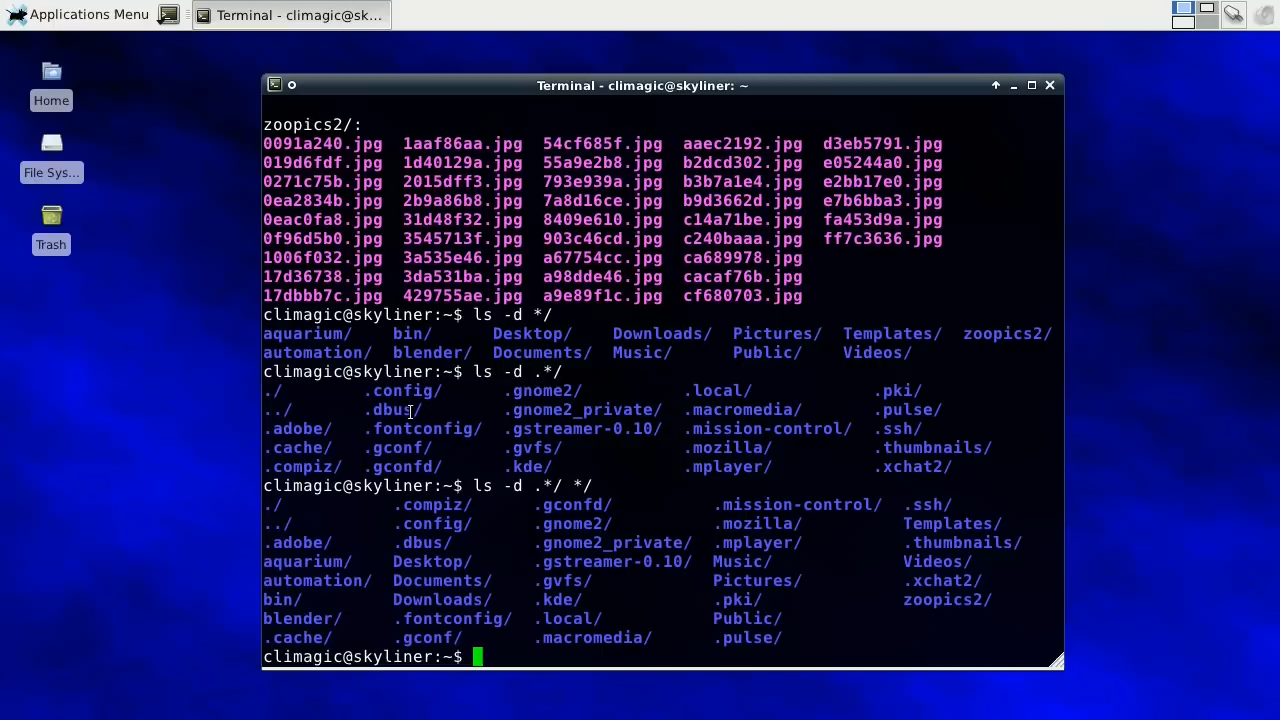 Applications Menu
Terminal - climagic@sk...
Home
File Sys...
Trash
Terminal - climagic@skyliner: ~
zoopics2/:
0091a240.jpg 1aaf86aa.jpg 54cf685f.jpg aaec2192.jpg d3eb5791.jpg
019d6fdf.jpg 1d40129a.jpg 55a9e2b8.jpg b2dcd302.jpg e05244a0.jpg
0271c75b.jpg 2015dff3.jpg 793e939a.jpg b3b7a1e4.jpg e2bb17e0.jpg
0ea2834b.jpg 2b9a86b8.jpg 7a8d16ce.jpg b9d3662d.jpg e7b6bba3.jpg
0eac0fa8.jpg 31d48f32.jpg 8409e610.jpg c14a71be.jpg fa453d9a.jpg
0f96d5b0.jpg 3545713f.jpg 903c46cd.jpg c240baaa.jpg ff7c3636.jpg
1006f032.jpg 3a535e46.jpg a67754cc.jpg ca689978.jpg
17d36738.jpg 3da531ba.jpg a98dde46.jpg cacaf76b.jpg
17dbbb7c.jpg 429755ae.jpg a9e89f1c.jpg cf680703.jpg
climagic@skyliner:~$ ls -d */
aquarium/ bin/ Desktop/ Downloads/ Pictures/ Templates/ zoopics2/
automation/ blender/ Documents/ Music/ Public/ Videos/
climagic@skyliner:~$ ls -d .*/
./ .config/ .gnome2/ .local/ .pki/
../ .dbus/ .gnome2_private/ .macromedia/ .pulse/
.adobe/ .fontconfig/ .gstreamer-0.10/ .mission-control/ .ssh/
.cache/ .gconf/ .gvfs/ .mozilla/ .thumbnails/
.compiz/ .gconfd/ .kde/ .mplayer/ .xchat2/
climagic@skyliner:~$ ls -d .*/ */
./ .compiz/ .gconfd/ .mission-control/ .ssh/
../ .config/ .gnome2/ .mozilla/ Templates/
.adobe/ .dbus/ .gnome2_private/ .mplayer/ .thumbnails/
aquarium/ Desktop/ .gstreamer-0.10/ Music/ Videos/
automation/ Documents/ .gvfs/ Pictures/ .xchat2/
bin/ Downloads/ .kde/ .pki/ zoopics2/
blender/ .fontconfig/ .local/ Public/
.cache/ .gconf/ .macromedia/ .pulse/
climagic@skyliner:~$